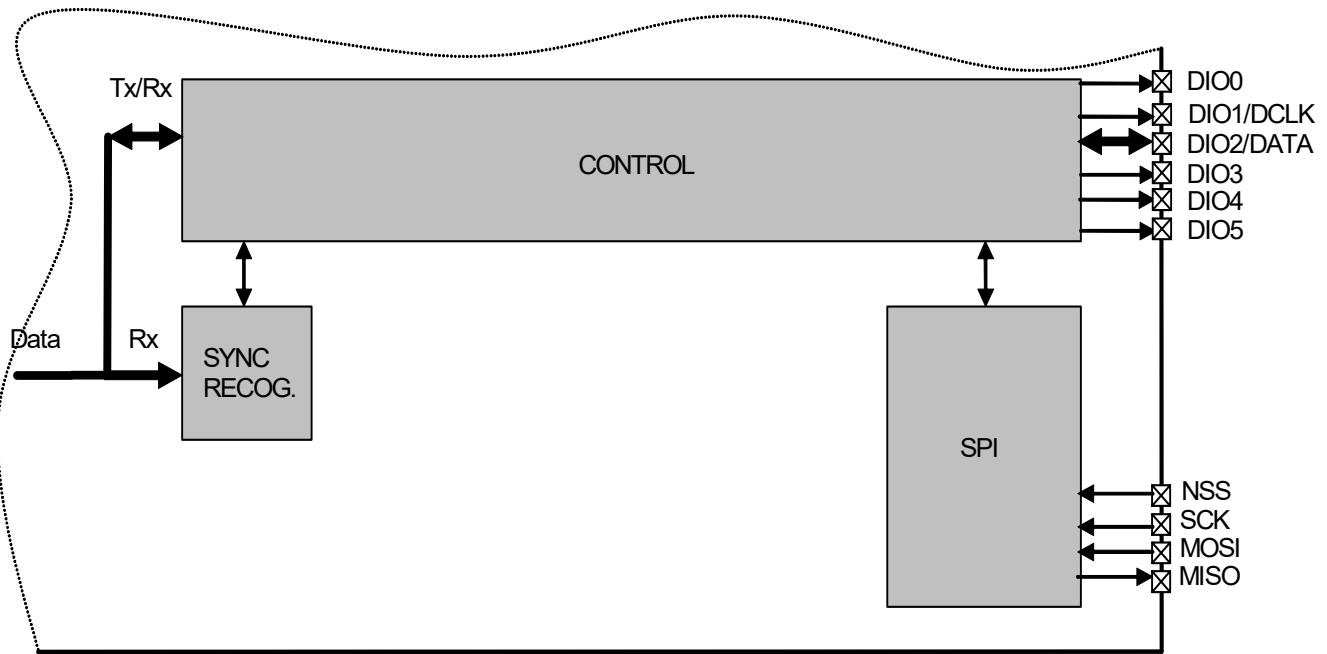 Tx/Rx
CONTROL
DIO0
DIO1/DCLK
DIO2/DATA
DIO3
DIO4
DIO5
Data
Rx
SYNC
RECOG.
SPI
NSS
SCK
MOSI
MISO